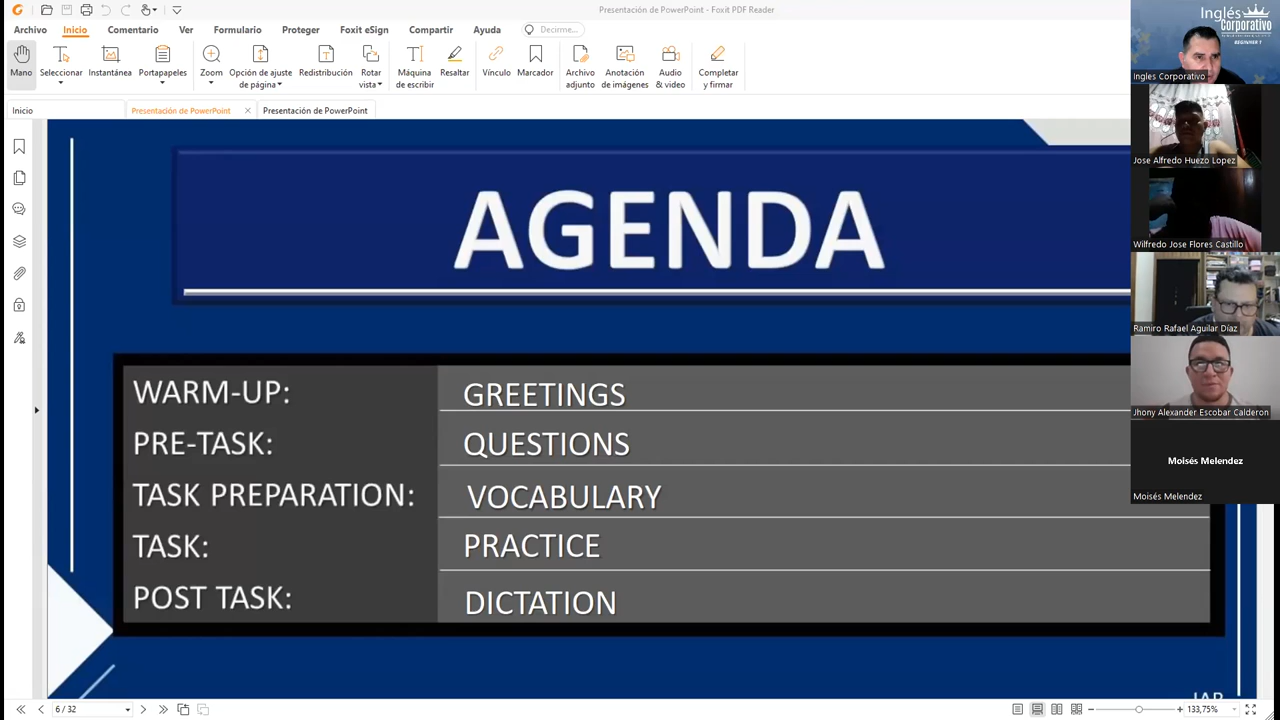 Presentación de PowerPoint - Foxit PDF Reader
Archivo Inicio Comentario Ver Formulario Proteger Foxit eSign Compartir Ayuda Decirme...
Mano Seleccionar Instantánea Portapapeles Zoom Opción de ajuste de página Redistribución Rotar vista Máquina de escribir Resaltar Vínculo Marcador Archivo adjunto Anotación de imágenes Audio & video Completar y firmar
Inicio Presentación de PowerPoint Presentación de PowerPoint
AGENDA
WARM-UP: GREETINGS
PRE-TASK: QUESTIONS
TASK PREPARATION: VOCABULARY
TASK: PRACTICE
POST TASK: DICTATION
Inglés
Corporativo
BEGINNER 1
Ingles Corporativo
Jose Alfredo Huezo Lopez
Wilfredo Jose Flores Castillo
Ramiro Rafael Aguilar Díaz
Jhony Alexander Escobar Calderon
Moisés Melendez
Moisés Melendez
6 / 32
133,75%